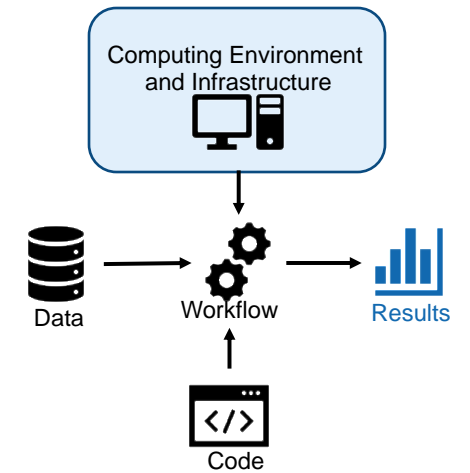 Computing Environment
and Infrastructure
Data
Workflow
Results
</>
Code